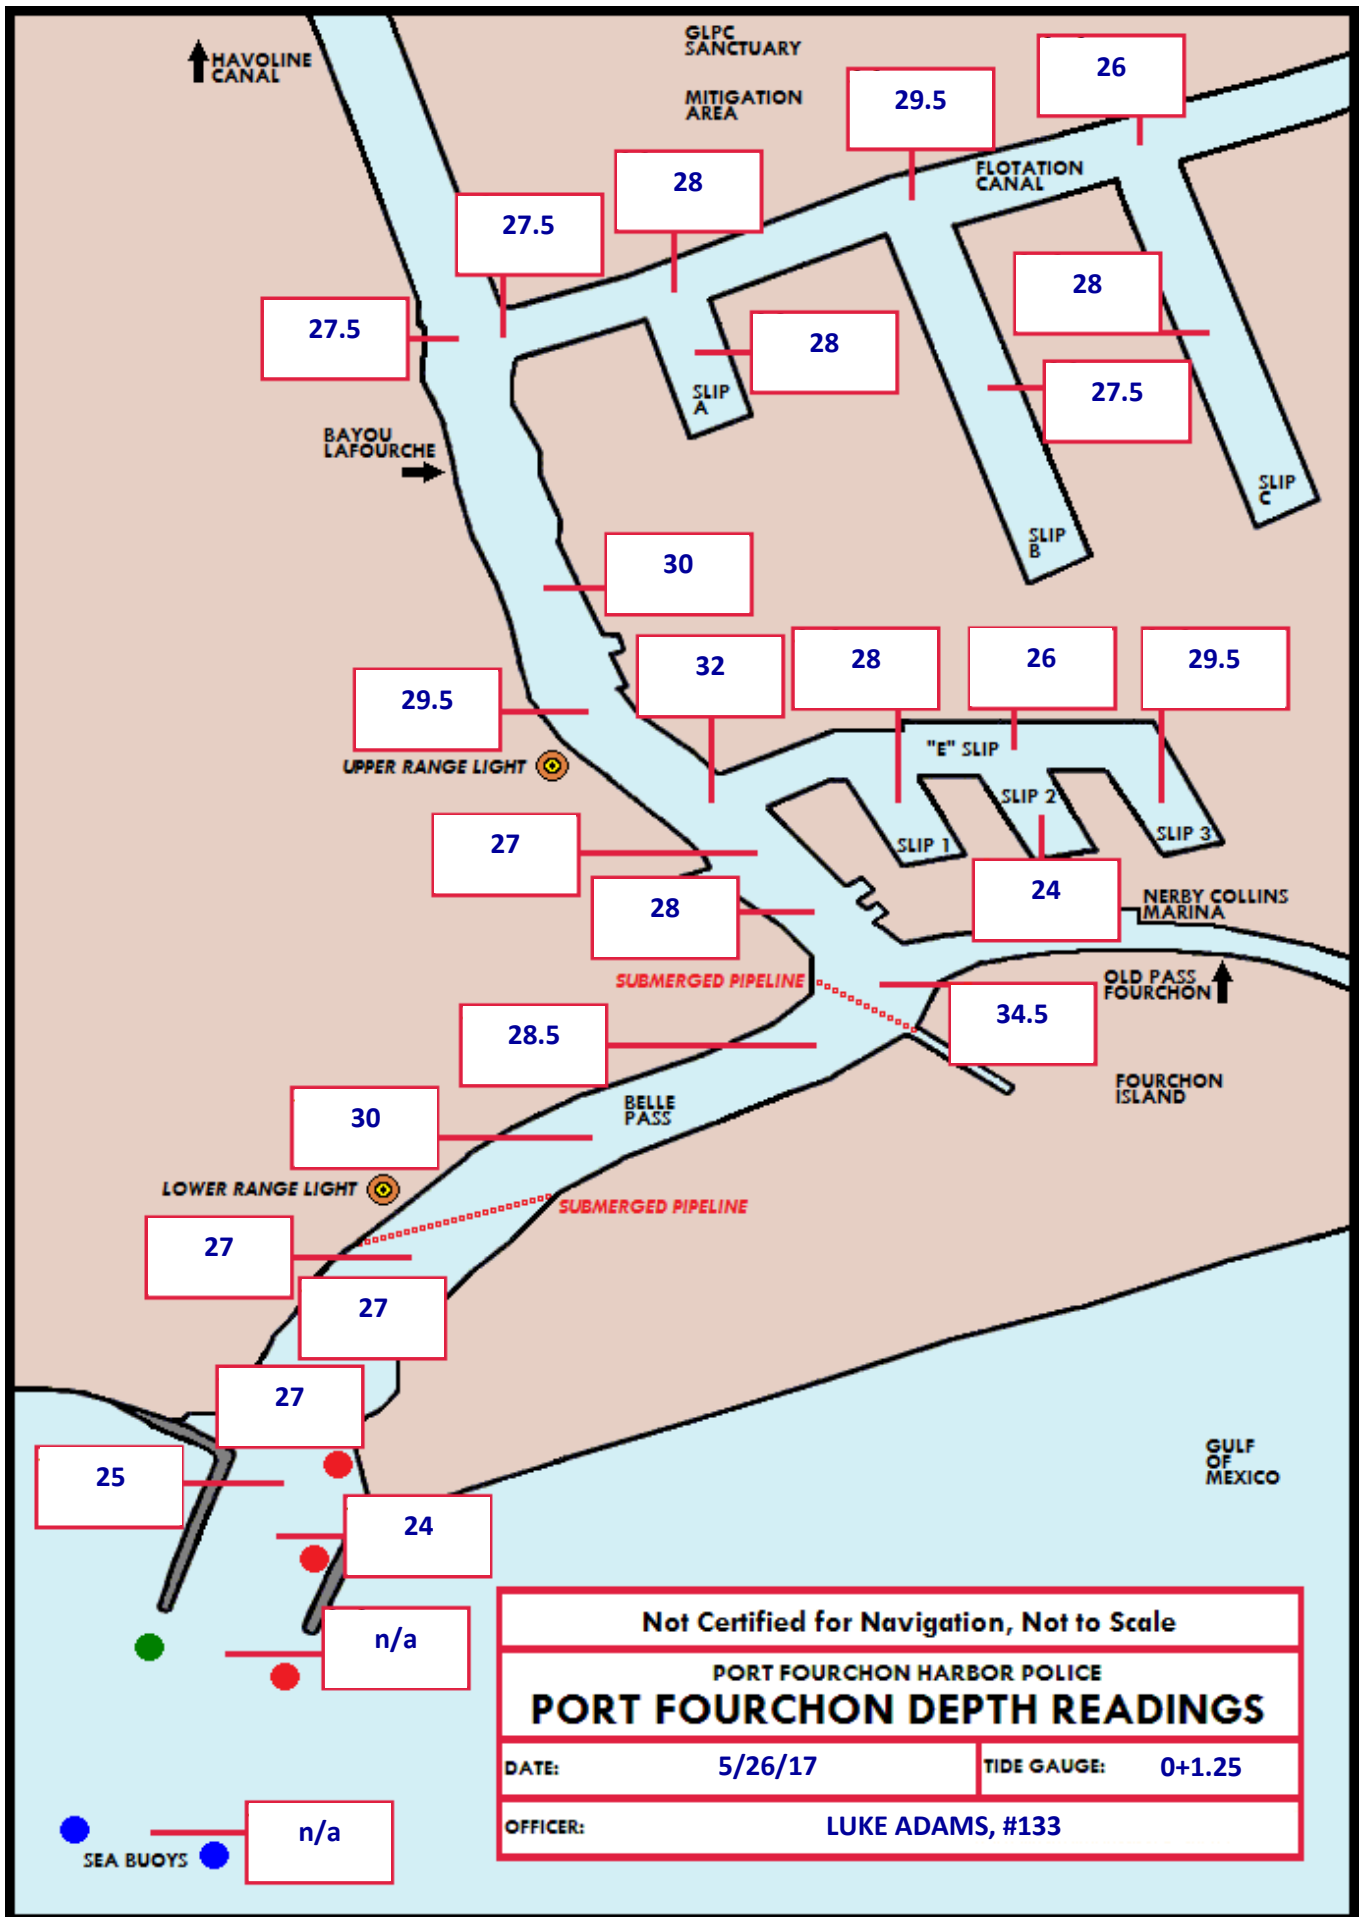 HAVOLINE
CANAL
GLPC
SANCTUARY
MITIGATION
AREA
26
29.5
28
FLOTATION
CANAL
27.5
27.5
28
28
27.5
SLIP
A
BAYOU
LAFOURCHE
SLIP
C
SLIP
B
30
32
28
26
29.5
29.5
"E" SLIP
UPPER RANGE LIGHT
SLIP 2
SLIP 1
SLIP 3
27
28
24
NERBY COLLINS
MARINA
SUBMERGED PIPELINE
OLD PASS
FOURCHON
34.5
28.5
FOURCHON
ISLAND
BELLE
PASS
30
LOWER RANGE LIGHT
SUBMERGED PIPELINE
27
27
27
25
24
GULF
OF
MEXICO
n/a
n/a
SEA BUOYS
Not Certified for Navigation, Not to Scale
PORT FOURCHON HARBOR POLICE
PORT FOURCHON DEPTH READINGS
DATE: 5/26/17 TIDE GAUGE: 0+1.25
OFFICER: LUKE ADAMS, #133